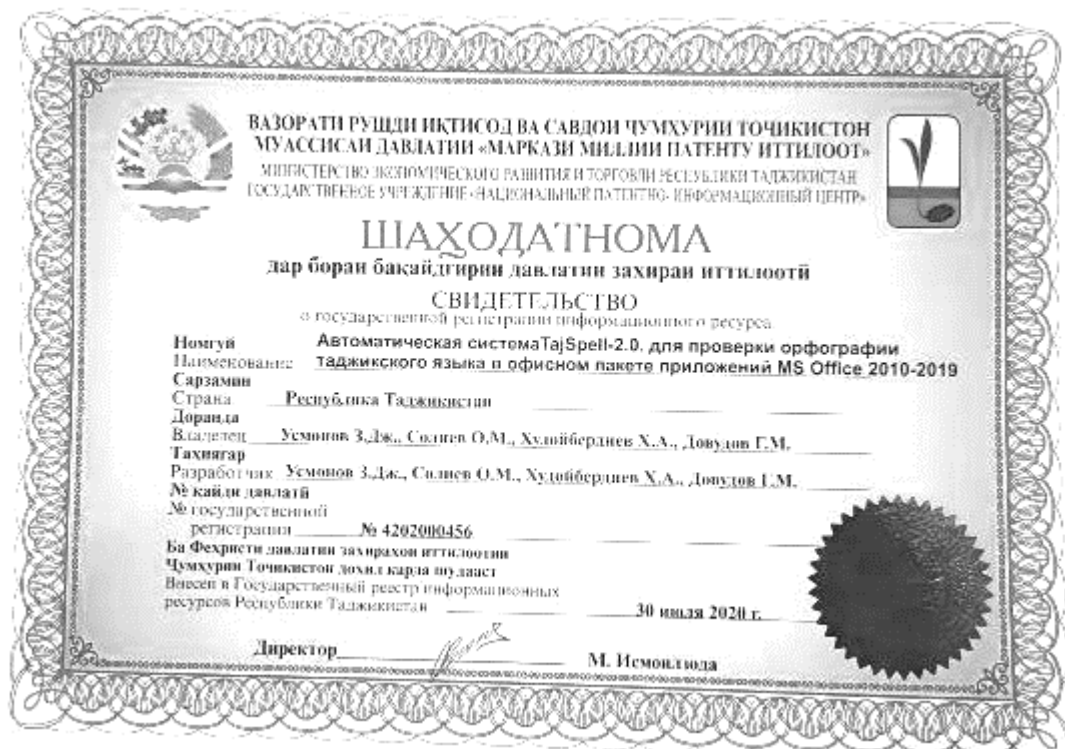 ВАЗОРАТИ РУШДИ ИҚТИСОД ВА САВДОИ ҶУМҲУРИИ ТОҶИКИСТОН
МУАССИСАИ ДАВЛАТИИ «МАРКАЗИ МИЛЛИИ ПАТЕНТУ ИТТИЛООТ»
МИНИСТЕРСТВО ЭКОНОМИЧЕСКОГО РАЗВИТИЯ И ТОРГОВЛИ РЕСПУБЛИКИ ТАДЖИКИСТАН
ГОСУДАРСТВЕННОЕ УЧРЕЖДЕНИЕ «НАЦИОНАЛЬНЫЙ ПАТЕНТНО- ИНФОРМАЦИОННЫЙ ЦЕНТР»
ШАҲОДАТНОМА
дар бораи бақайдгирии давлатии захираи иттилоотӣ
СВИДЕТЕЛЬСТВО
о государственной регистрации информационного ресурса
Номгӯй Автоматическая системаTajSpell-2.0. для проверки орфографии
Наименование таджикского языка в офисном пакете приложений MS Office 2010-2019
Сарзамин
Страна Республика Таджикистан
Доранда
Владелец Усмонов З.Дж., Солиев О.М., Худойбердиев Х.А., Довудов Г.М.
Таҳиягар
Разработчик Усмонов З.Дж., Солиев О.М., Худойбердиев Х.А., Довудов Г.М.
№ қайди давлатӣ
№ государственной
регистрации № 4202000456
Ба Феҳристи давлатии захираҳои иттилоотии
Ҷумҳурии Тоҷикистон дохил карда шудааст
Внесен в Государственный реестр информационных
ресурсов Республики Таджикистан 30 июля 2020 г.
Директор М. Исмоилзода